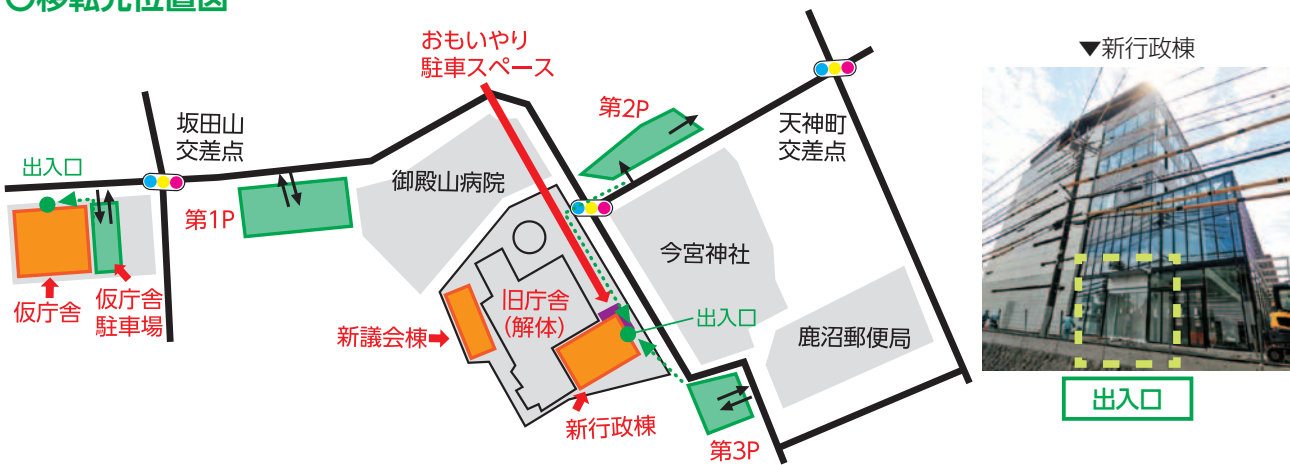 ○移転元位置図
おもいやり
駐車スペース
▼新行政棟
第2P
坂田山
交差点
天神町
交差点
出入口
御殿山病院
第1P
今宮神社
仮庁舎
仮庁舎
駐車場
旧庁舎
(解体)
出入口
新議会棟
鹿沼郵便局
新行政棟
第3P
出入口